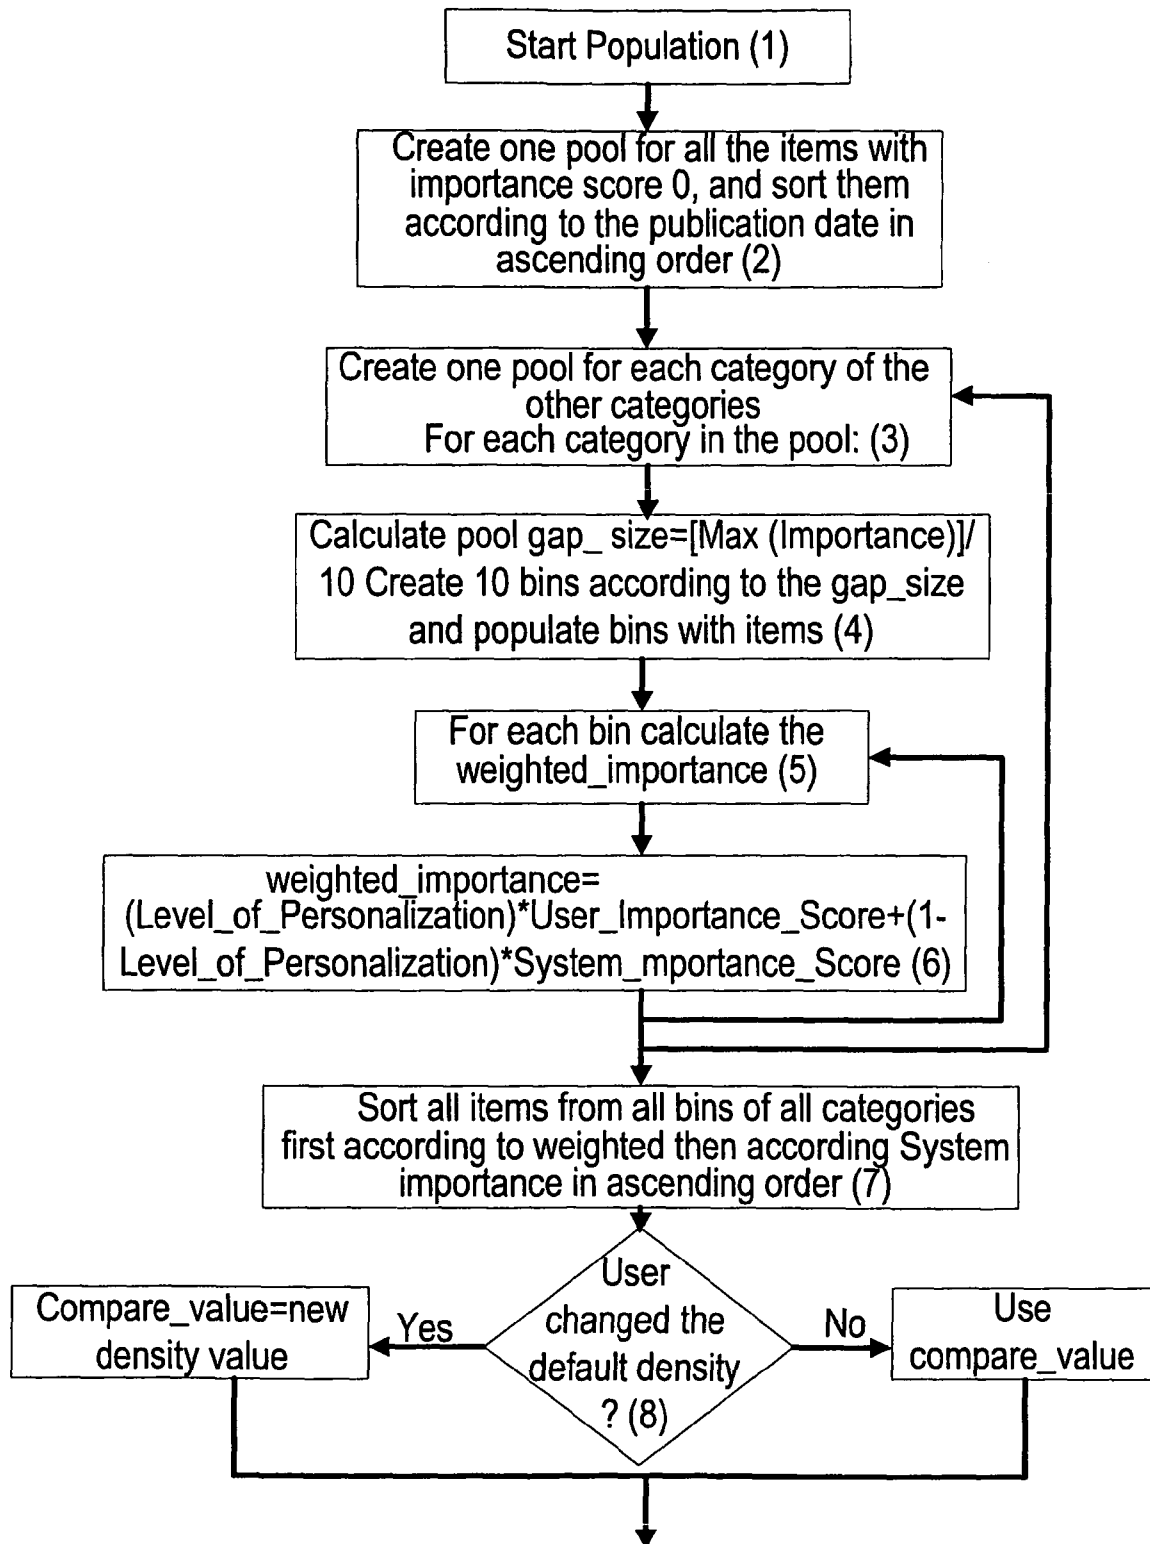 Start Population (1)
Create one pool for all the items with
importance score 0, and sort them
according to the publication date in
ascending order (2)
Create one pool for each category of the
other categories
For each category in the pool: (3)
Calculate pool gap_ size=[Max (Importance)]/
10 Create 10 bins according to the gap_size
and populate bins with items (4)
For each bin calculate the
weighted_importance (5)
weighted_importance=
(Level_of_Personalization)*User_Importance_Score+(1-
Level_of_Personalization)*System_mportance_Score (6)
Sort all items from all bins of all categories
first according to weighted then according System
importance in ascending order (7)
User
changed the
default density
? (8)
Yes
Compare_value=new
density value
No
Use
compare_value